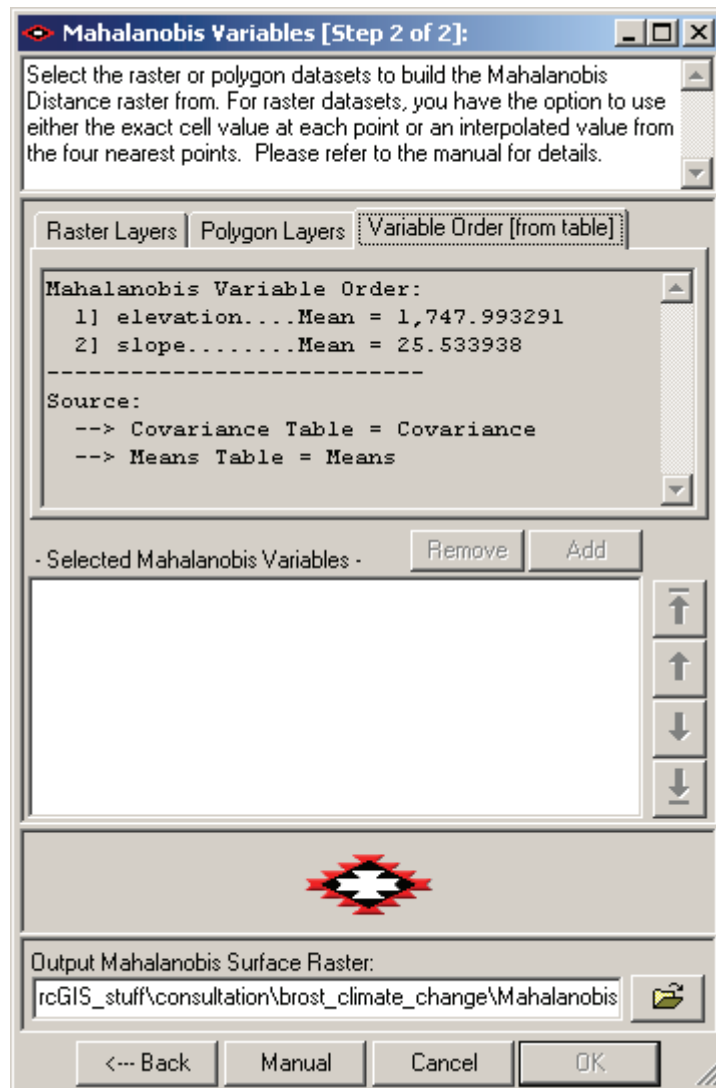 Mahalanobis Variables [Step 2 of 2]:
Select the raster or polygon datasets to build the Mahalanobis
Distance raster from. For raster datasets, you have the option to use
either the exact cell value at each point or an interpolated value from
the four nearest points.  Please refer to the manual for details.
Raster Layers Polygon Layers Variable Order [from table]
Mahalanobis Variable Order:
1] elevation....Mean = 1,747.993291
2] slope........Mean = 25.533938
----------------------------
Source:
--> Covariance Table = Covariance
--> Means Table = Means
- Selected Mahalanobis Variables - Remove Add
Output Mahalanobis Surface Raster:
rcGIS_stuff\consultation\brost_climate_change\Mahalanobis
<--- Back Manual Cancel OK